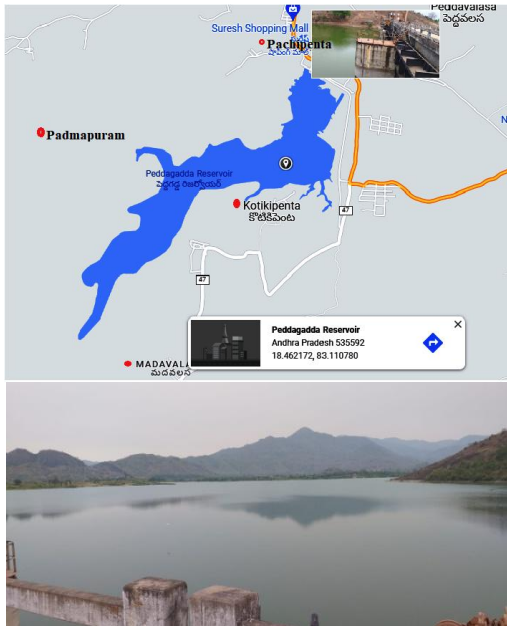 Peddavalasa
పెద్దవలస
Suresh Shopping Mall
Pachipenta
షాపింగ్ మాల్
Padmapuram
Peddagadda Reservoir
పెద్దగడ్డ రిజర్వోయర్
Kotikipenta
కొటికిపెంట
47
47
N
MADAVAL
మదవలస
Peddagadda Reservoir
Andhra Pradesh 535592
18.462172, 83.110780